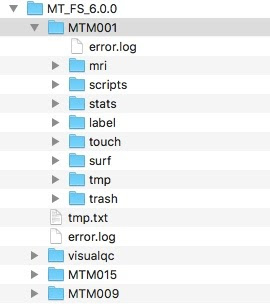 MT_FS_6.0.0
MTM001
error.log
mri
scripts
stats
label
touch
surf
tmp
trash
tmp.txt
error.log
visualqc
MTM015
MTM009